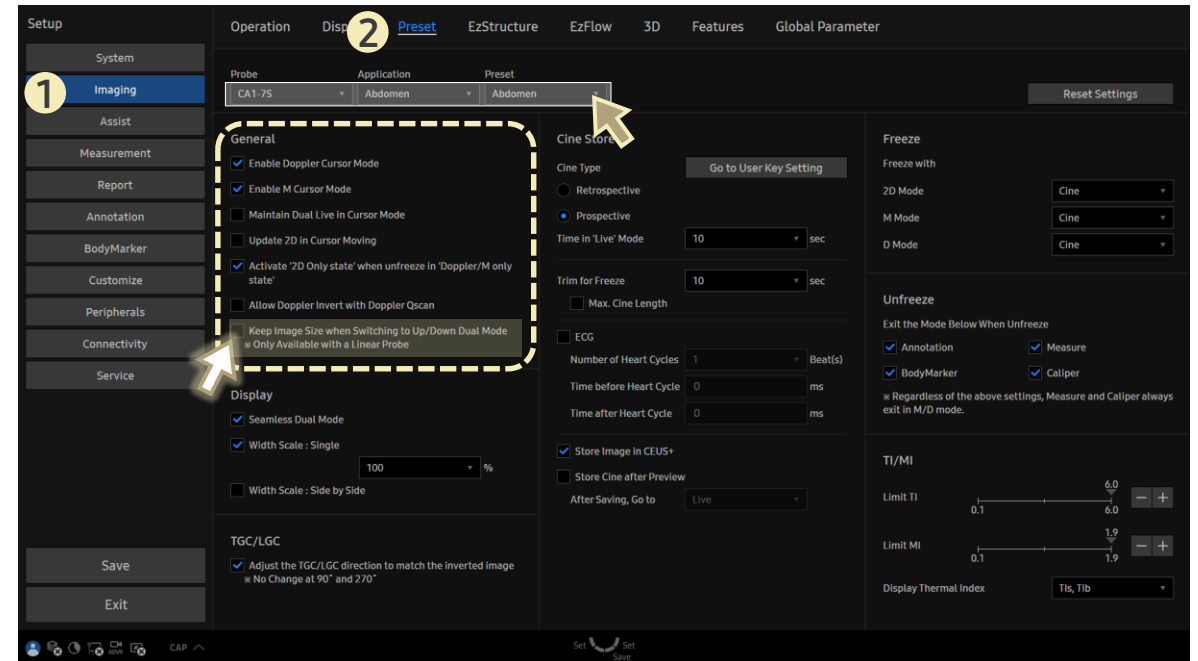 Setup
Operation
Disp
2
Preset
EzStructure
EzFlow
3D
Features
Global Parameter
System
1
Imaging
Assist
Measurement
Report
Annotation
BodyMarker
Customize
Peripherals
Connectivity
Service
Save
Exit
Probe
Application
Preset
CA1-7S
Abdomen
Abdomen
Reset Settings
General
Enable Doppler Cursor Mode
Enable M Cursor Mode
Maintain Dual Live in Cursor Mode
Update 2D in Cursor Moving
Activate '2D Only state' when unfreeze in 'Doppler/M only
state'
Allow Doppler Invert with Doppler Qscan
Keep Image Size when Switching to Up/Down Dual Mode
※ Only Available with a Linear Probe
Display
Seamless Dual Mode
Width Scale : Single
100 %
Width Scale : Side by Side
TGC/LGC
Adjust the TGC/LGC direction to match the inverted image
※ No Change at 90˚ and 270˚
Cine Store
Cine Type
Go to User Key Setting
Retrospective
Prospective
Time in 'Live' Mode 10 sec
Trim for Freeze 10 sec
Max. Cine Length
ECG
Number of Heart Cycles 1 Beat(s)
Time before Heart Cycle 0 ms
Time after Heart Cycle 0 ms
Store Image in CEUS+
Store Cine after Preview
After Saving, Go to Live
Freeze
Freeze with
2D Mode Cine
M Mode Cine
D Mode Cine
Unfreeze
Exit the Mode Below When Unfreeze
Annotation Measure
BodyMarker Caliper
※ Regardless of the above settings, Measure and Caliper always
exit in M/D mode.
TI/MI
6.0
Limit TI
0.1 6.0
1.9
Limit MI
0.1 1.9
Display Thermal Index TIs, TIb
CAP
Set Set
Save